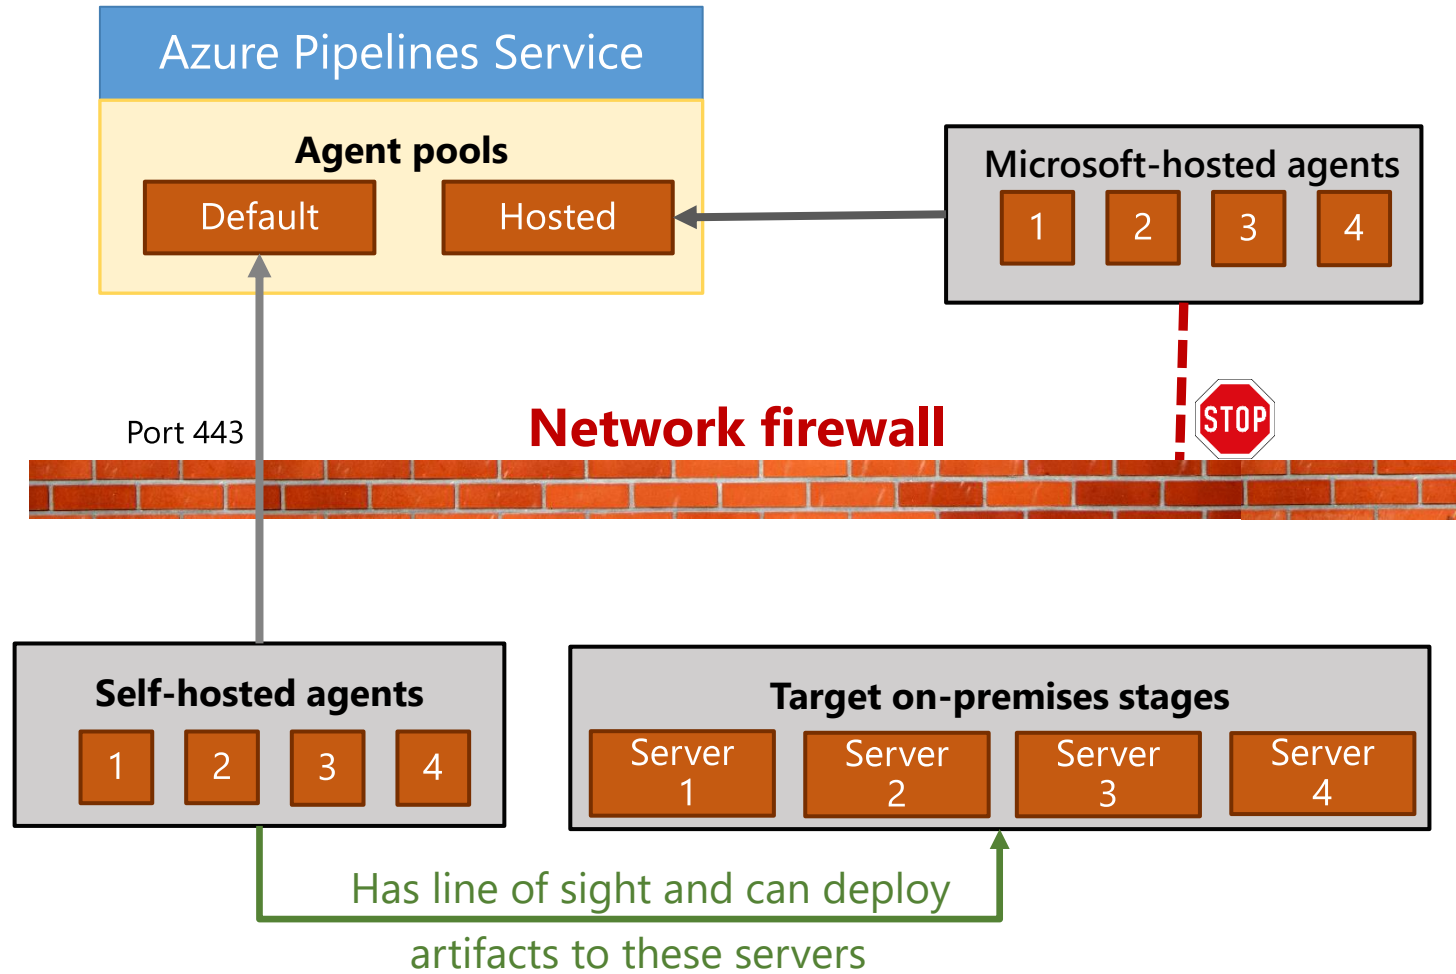 Azure Pipelines Service
Agent pools
Default
Hosted
Microsoft-hosted agents
1
2
3
4
Port 443
Network firewall
STOP
Self-hosted agents
1
2
3
4
Target on-premises stages
Server
1
Server
2
Server
3
Server
4
Has line of sight and can deploy
artifacts to these servers